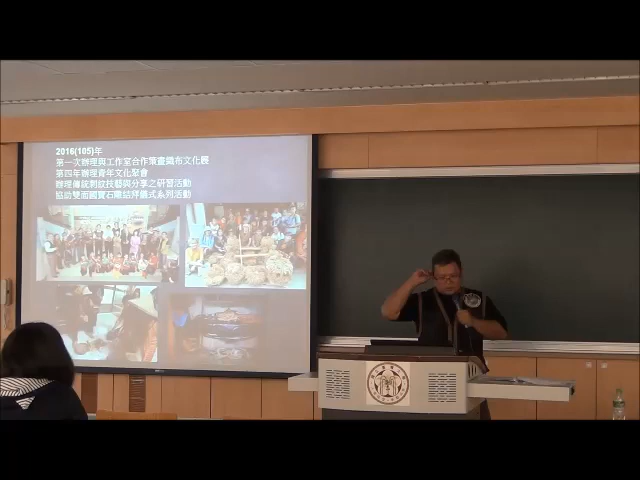 2016(105)年
第一次辦理與工作室合作策畫織布文化展
第四年辦理青年文化聚會
辦理傳統刺紋技藝與分享之研習活動
協助雙面國寶石雕結拜儀式系列活動